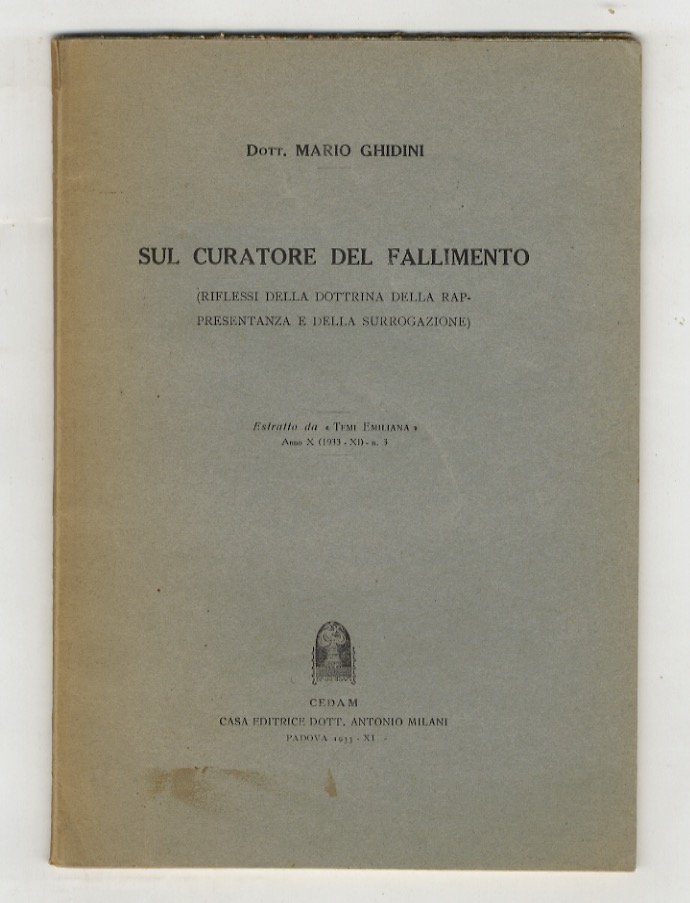 Dott. MARIO GHIDINI
SUL CURATORE DEL FALLIMENTO
(RIFLESSI DELLA DOTTRINA DELLA RAP-
PRESENTANZA E DELLA SURROGAZIONE)
Estratto da « Temi Emiliana »
Anno X (1933 - XI) - n. 3
CEDAM
CASA EDITRICE DOTT. ANTONIO MILANI
PADOVA 1933 - XI